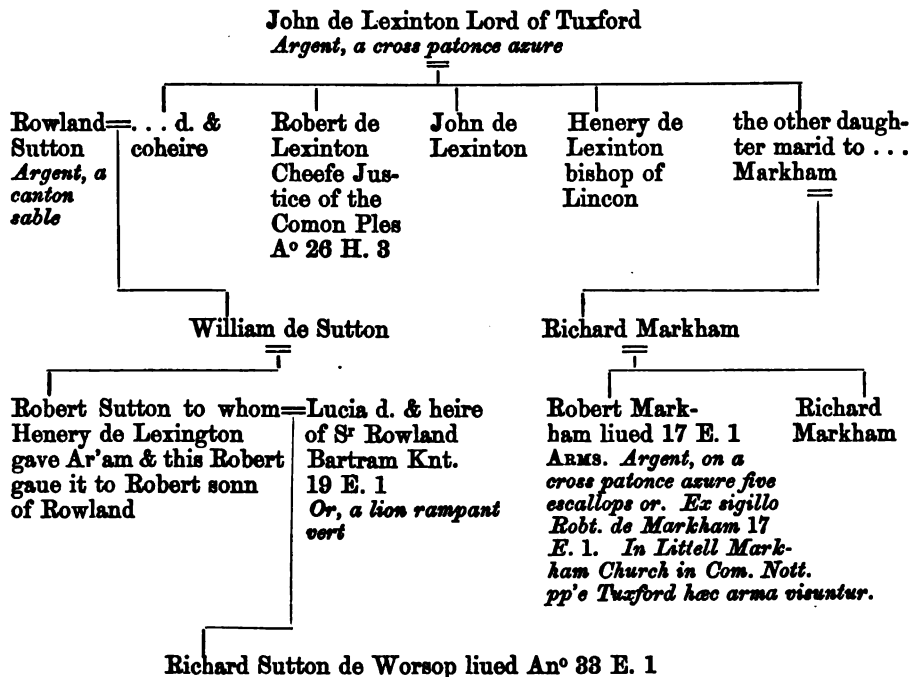 John de Lexinton Lord of Tuxford
Argent, a cross patonce azure
Rowland=. . . d. &
Sutton coheire
Argent, a
canton
sable
Robert de
Lexinton
Cheefe Jus-
tice of the
Comon Ples
Aº 26 H. 3
John de
Lexinton
Henery de
Lexinton
bishop of
Lincon
the other daugh-
ter marid to . . .
Markham
William de Sutton
Richard Markham
Robert Sutton to whom=Lucia d. & heire
Henery de Lexington
gave Ar'am & this Robert
gaue it to Robert sonn
of Rowland
of Sʳ Rowland
Bartram Knt.
19 E. 1
Or, a lion rampant
vert
Robert Mark-
ham liued 17 E. 1
ARMS. Argent, on a
cross patonce azure five
escallops or. Ex sigillo
Robt. de Markham 17
E. 1. In Littell Mark-
ham Church in Com. Nott.
pp'e Tuxford hæc arma visuntur.
Richard
Markham
Richard Sutton de Worsop liued Anº 33 E. 1